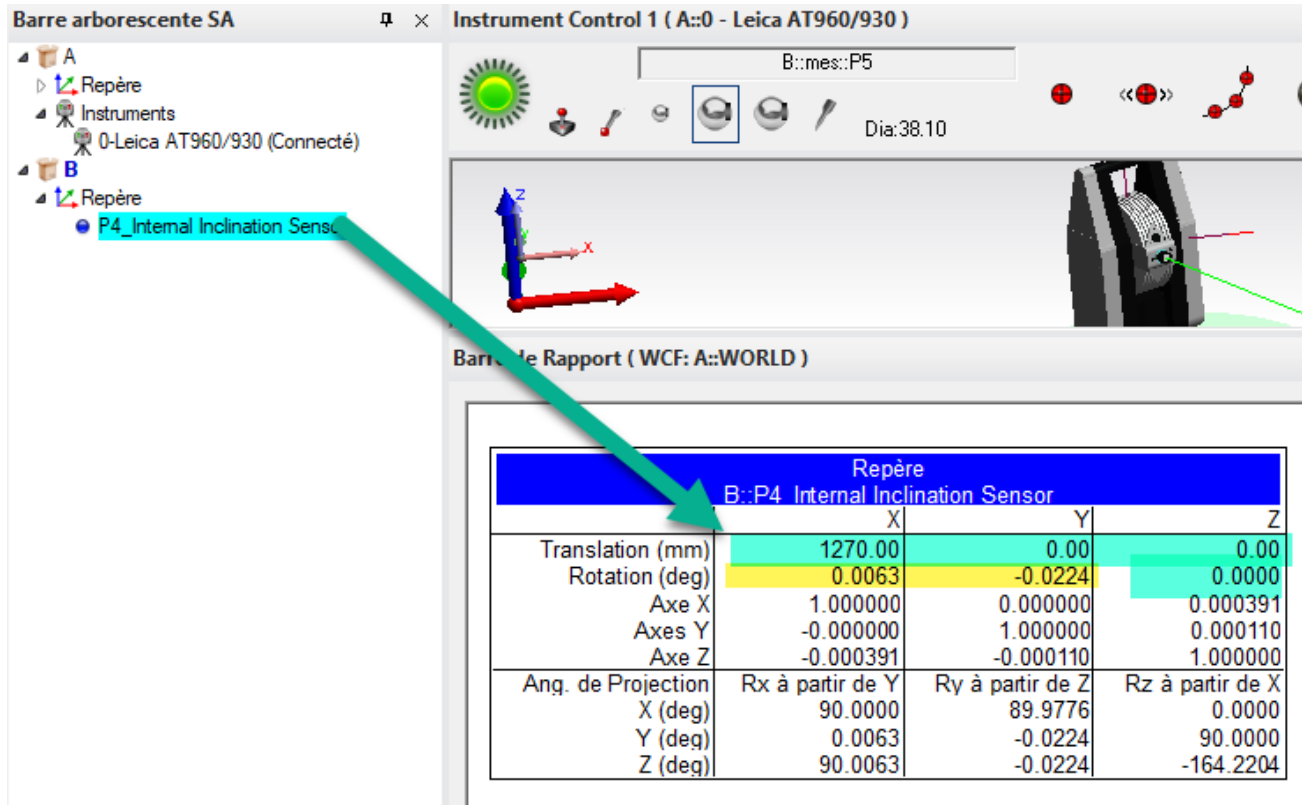 Barre arborescente SA
A
Repère
Instruments
0-Leica AT960/930 (Connecté)
B
Repère
P4_Internal Inclination
Instrument Control 1 ( A::0 - Leica AT960/930 )
B::mes::P5
Dia:38.10
Z
Y
X
Rapport ( WCF: A::WORLD )
Repère
B::P4_Internal Inclination Sensor
X Y Z
Translation (mm) 1270.00 0.00 0.00
Rotation (deg) 0.0063 -0.0224 0.0000
Axe X 1.000000 0.000000 0.000391
Axes Y -0.000000 1.000000 0.000110
Axe Z -0.000391 -0.000110 1.000000
Ang. de Projection Rx à partir de Y Ry à partir de Z Rz à partir de X
X (deg) 90.0000 89.9776 0.0000
Y (deg) 0.0063 -0.0224 90.0000
Z (deg) 90.0063 -0.0224 -164.2204